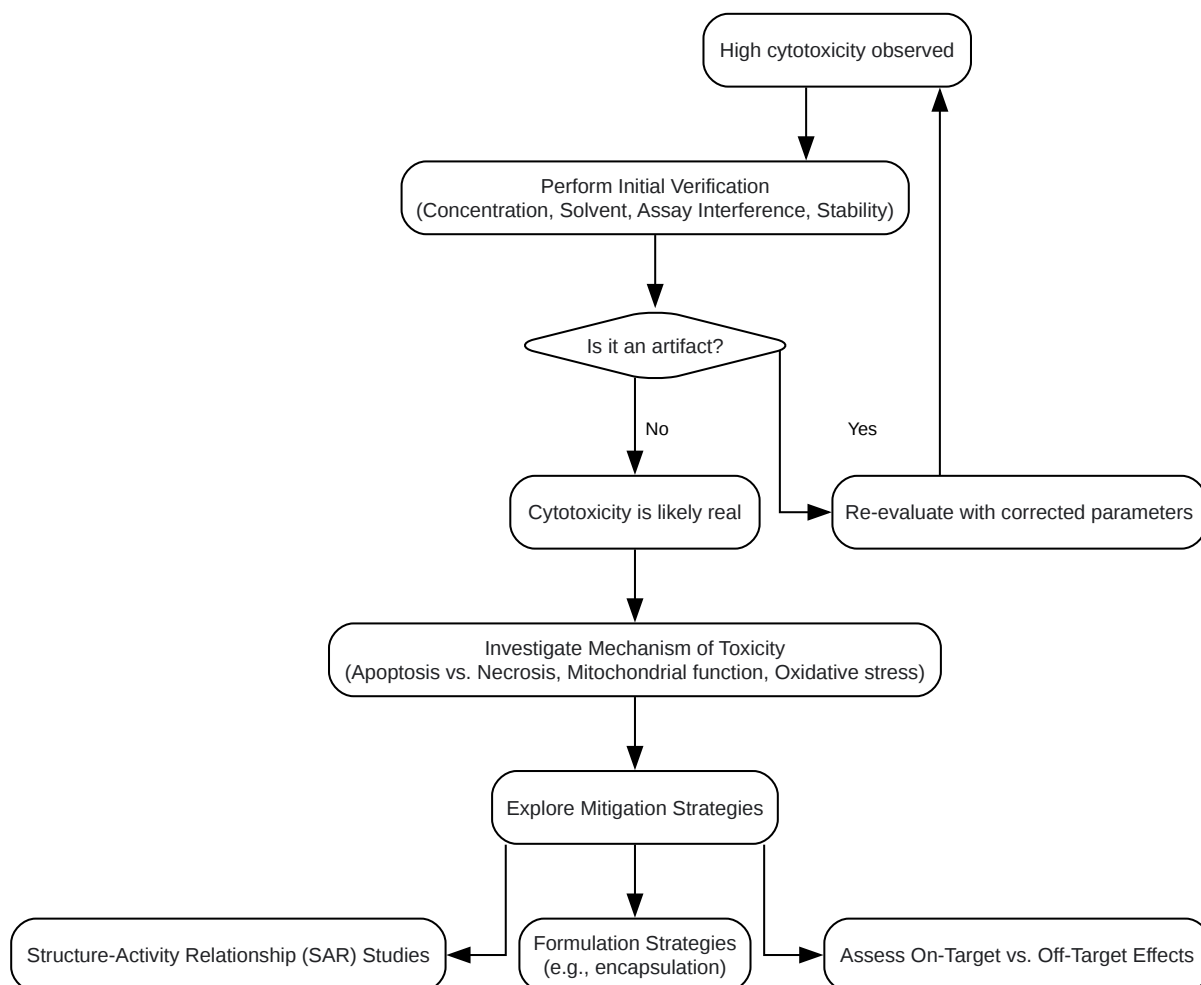 High cytotoxicity observed
Perform Initial Verification
(Concentration, Solvent, Assay Interference, Stability)
Is it an artifact?
No
Yes
Cytotoxicity is likely real
Re-evaluate with corrected parameters
Investigate Mechanism of Toxicity
(Apoptosis vs. Necrosis, Mitochondrial function, Oxidative stress)
Explore Mitigation Strategies
Structure-Activity Relationship (SAR) Studies
Formulation Strategies
(e.g., encapsulation)
Assess On-Target vs. Off-Target Effects